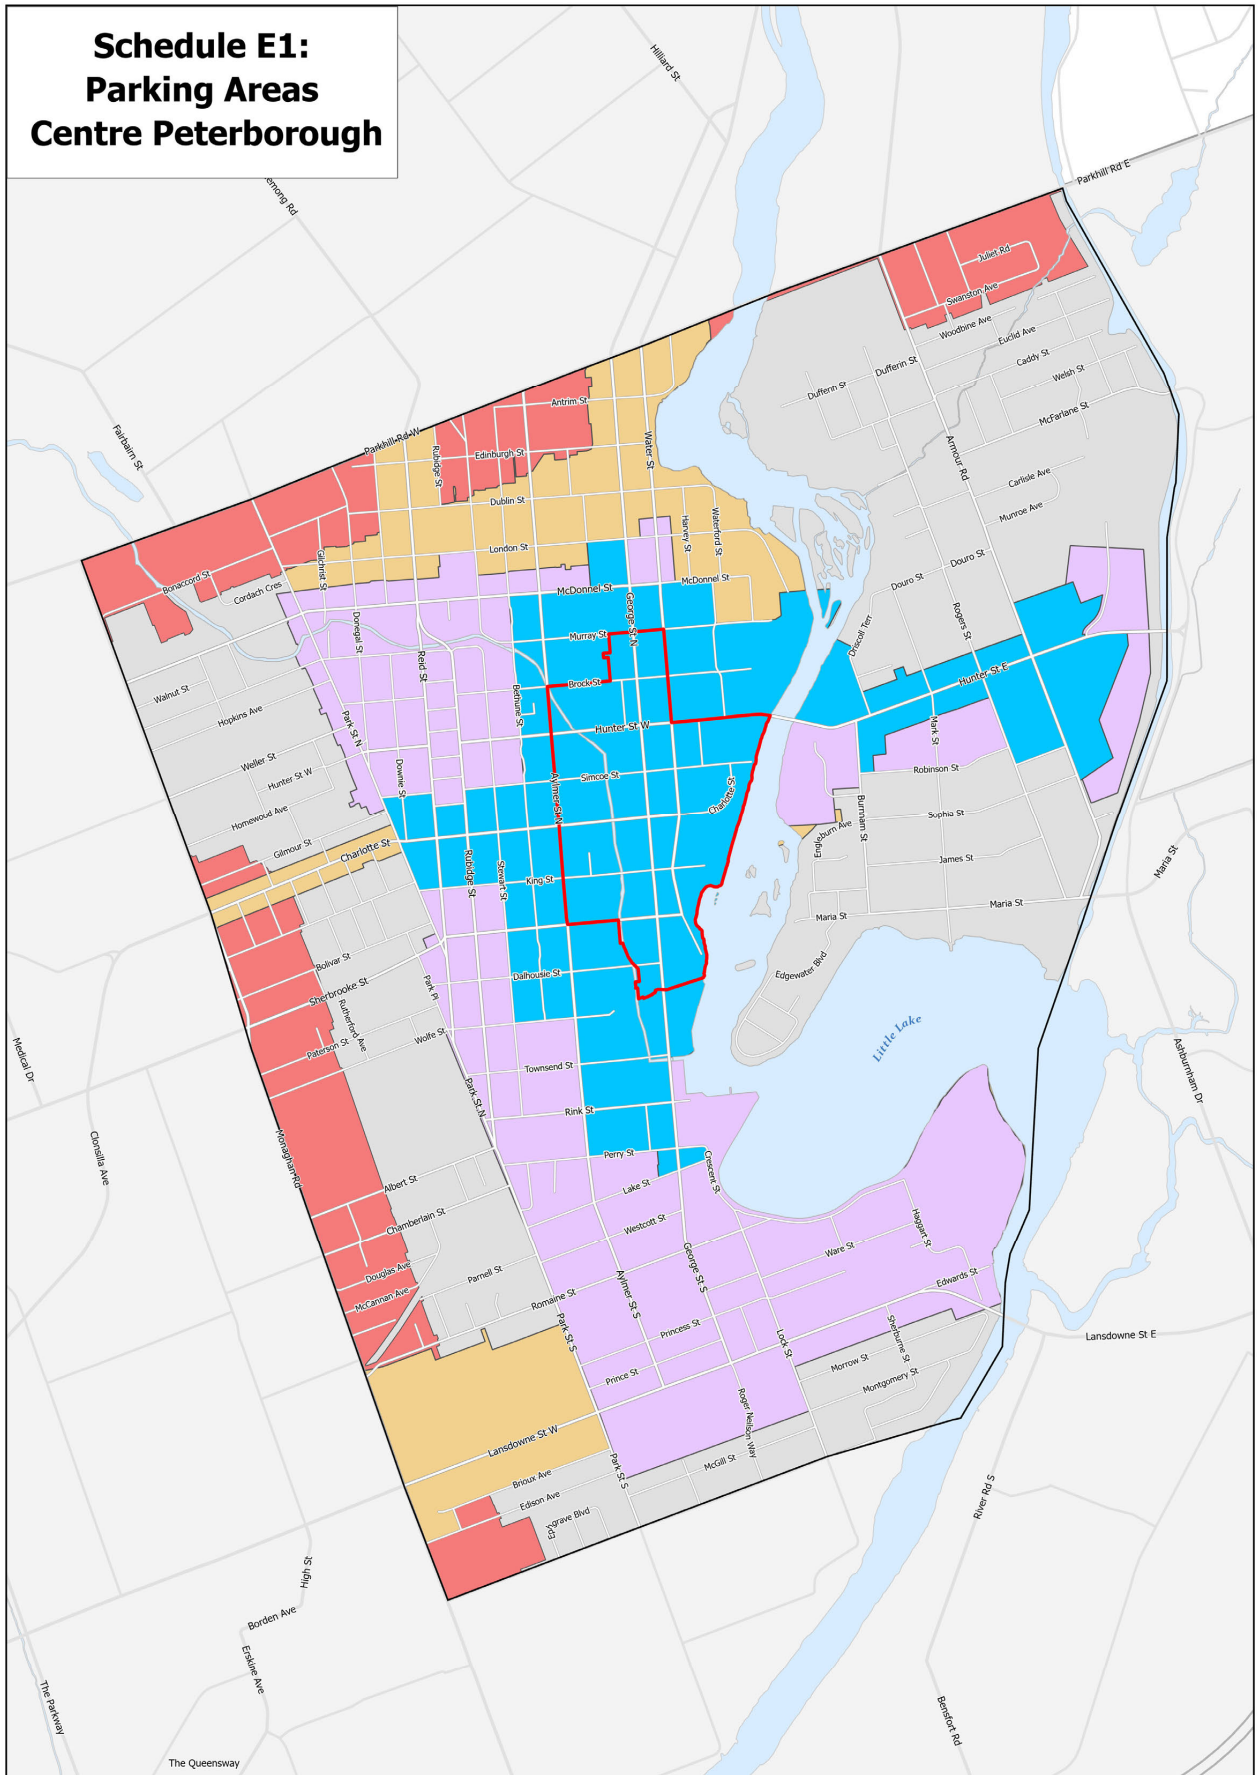 Schedule E1:
Parking Areas
Centre Peterborough
Hilliard St
emong Rd
Parkhill Rd E
Juliet Rd
Swanston Ave
Woodbine Ave
Euclid Ave
Caddy St
Welsh St
McFarlane St
Dufferin St
Dufferin St
Armour Rd
Carlisle Ave
Munroe Ave
Fairbairn St
Parkhill Rd W
Antrim St
Rubidge St
Edinburgh St
Water St
Dublin St
London St
Harvey St
Waterford St
Bonaccord St
Gilchrist St
Cordach Cres
McDonnel St
McDonnel St
George St N
Murray St
Donegal St
Reid St
Douro St
Douro St
Rogers St
Driscoll Terr
Walnut St
Hopkins Ave
Park St N
Brock St
Bethune St
Hunter St W
Hunter St E
Mark St
Weller St
Hunter St W
Downie St
Simcoe St
Aylmer St N
Charlotte St
Robinson St
Homewood Ave
Gilmour St
Charlotte St
Burnham St
Engleburn Ave
Sophia St
James St
Rubidge St
Stewart St
King St
Maria St
Maria St
Maria St
Bolivar St
Sherbrooke St
Park Pl
Dalhousie St
Edgewater Blvd
Little Lake
Rutherford Ave
Paterson St
Wolfe St
Medical Dr
Townsend St
Park St N
Rink St
Ashburnham Dr
Clonsilla Ave
Monaghan Rd
Perry St
Crescent St
Albert St
Lake St
Chamberlain St
Westcott St
Haggart St
Ware St
George St S
Douglas Ave
McCannan Ave
Parnell St
Romaine St
Aylmer St S
Edwards St
Park St S
Princess St
Lock St
Sherburne St
Lansdowne St E
Prince St
Morrow St
Montgomery St
Roger Neilson Way
Lansdowne St W
McGill St
Park St S
Brioux Ave
Edison Ave
River Rd S
High St
Borden Ave
Erskine Ave
The Parkway
Bensfort Rd
The Queensway